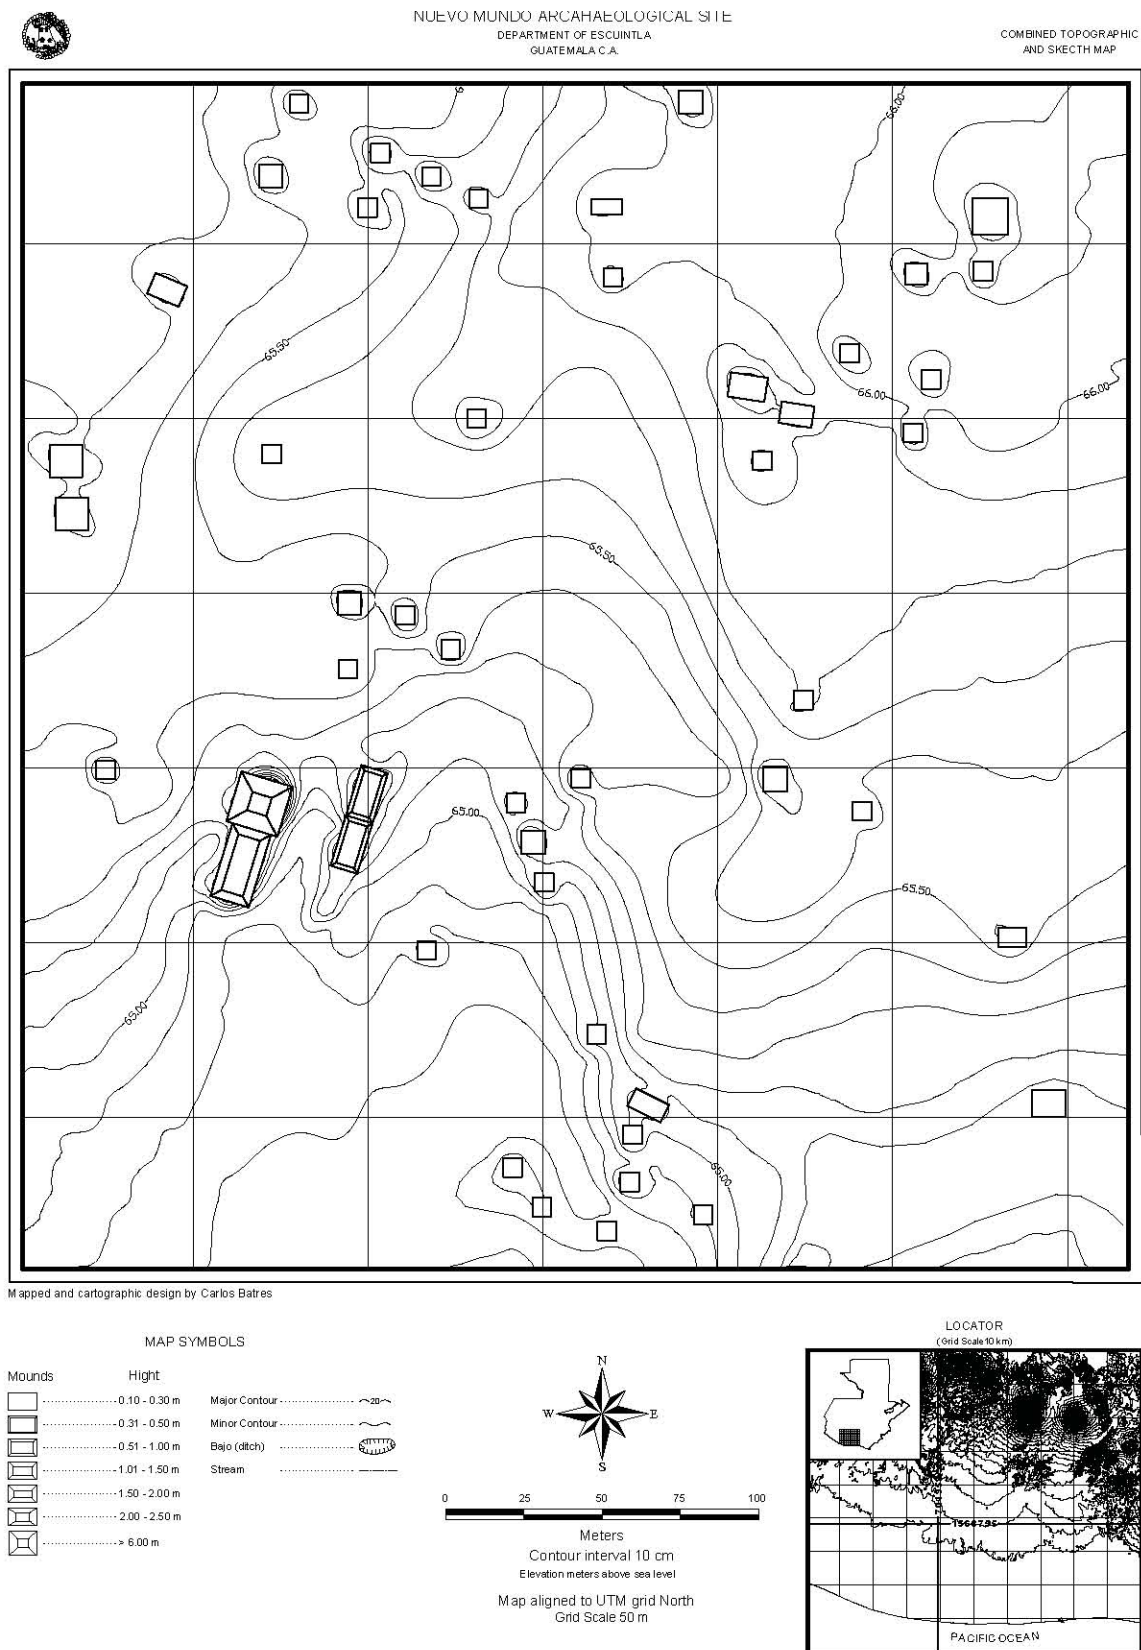 NUEVO MUNDO ARCAHAEOLOGICAL SITE
DEPARTMENT OF ESCUINTLA
GUATEMALA C.A.
COMBINED TOPOGRAPHIC
AND SKECTH MAP
66.00
65.50
66.00
66.00
65.50
65.00
65.50
65.00
65.00
Mapped and cartographic design by Carlos Batres
MAP SYMBOLS
Mounds Hight
0.10 - 0.30 m
0.31 - 0.50 m
0.51 - 1.00 m
1.01 - 1.50 m
1.50 - 2.00 m
2.00 - 2.50 m
> 6.00 m
Major Contour 20
Minor Contour
Bajo (ditch)
Stream
N
W E
S
0 25 50 75 100
Meters
Contour interval 10 cm
Elevation meters above sea level
Map aligned to UTM grid North
Grid Scale 50 m
LOCATOR
(Grid Scale 10 km)
PACIFIC OCEAN